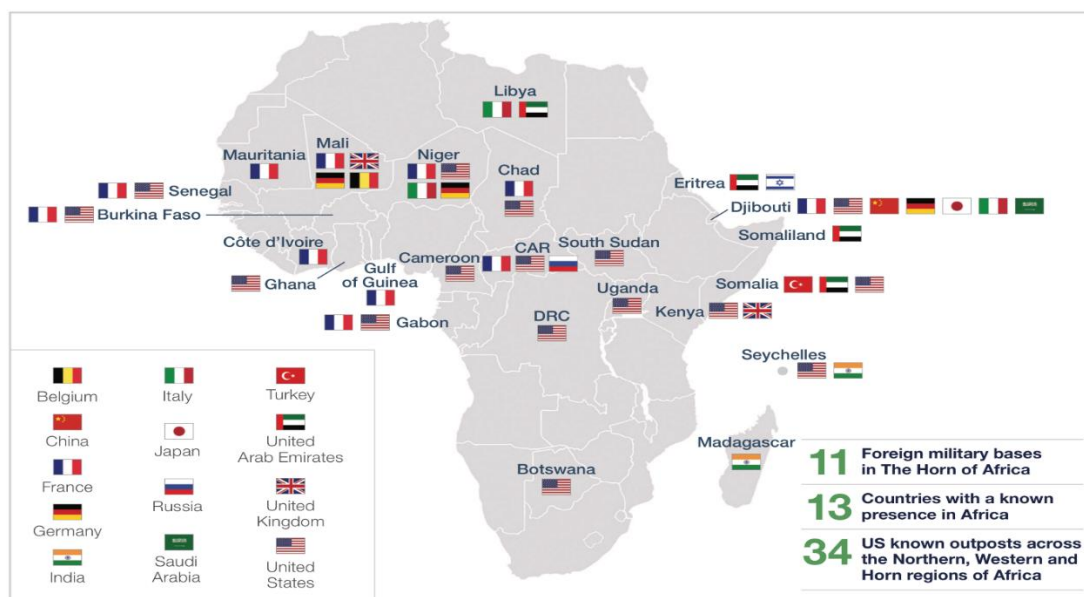 Libya
Mauritania
Mali
Niger
Chad
Senegal
Burkina Faso
Eritrea
Djibouti
Somaliland
Côte d'Ivoire
Ghana
Gulf
of Guinea
Cameroon
CAR
South Sudan
Gabon
DRC
Uganda
Somalia
Kenya
Seychelles
Madagascar
Botswana
Belgium
China
France
Germany
India
Italy
Japan
Russia
Saudi
Arabia
Turkey
United
Arab Emirates
United
Kingdom
United
States
11 Foreign military bases
in The Horn of Africa
13 Countries with a known
presence in Africa
34 US known outposts across
the Northern, Western and
Horn regions of Africa